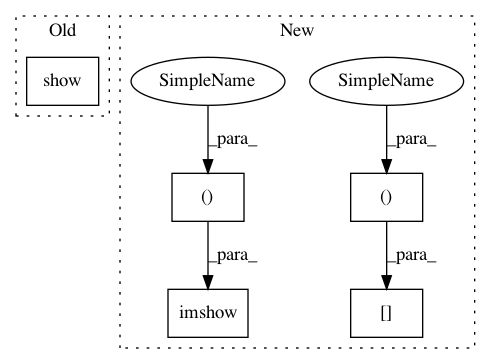 Old
New
show
SimpleName
SimpleName
_para_
_para_
()
()
_para_
_para_
imshow
[]